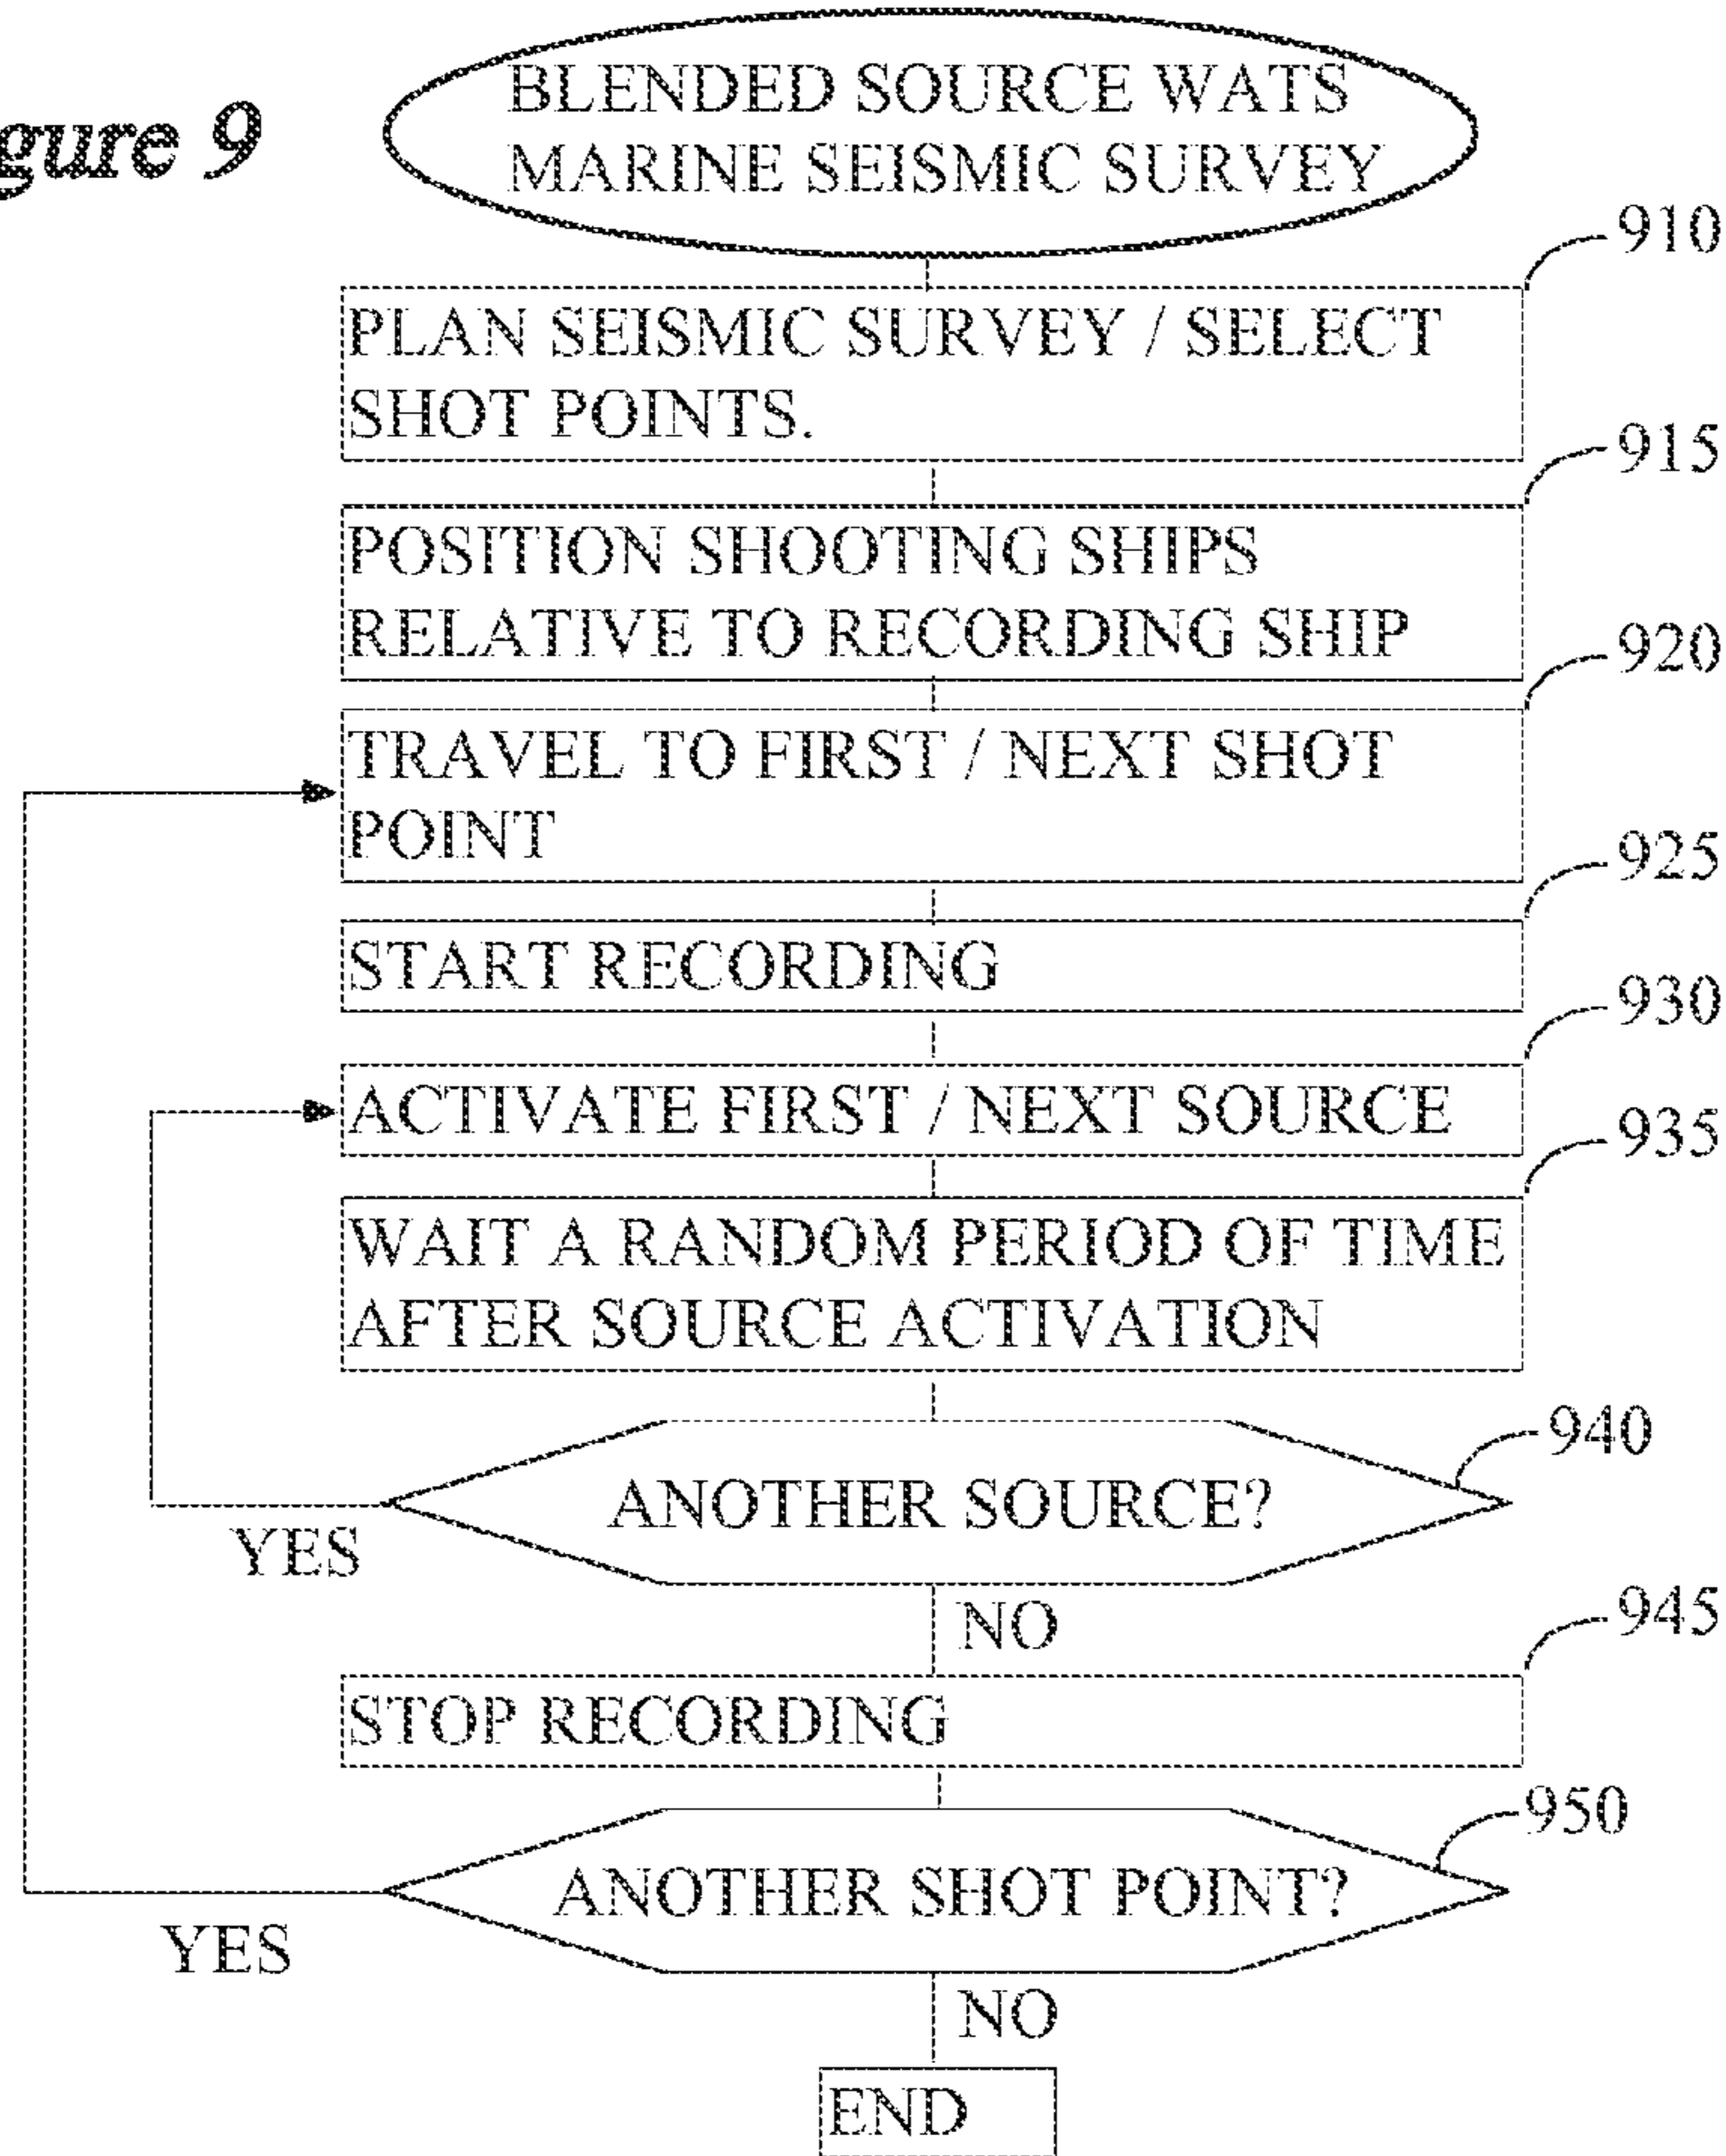 gure 9
BLENDED SOURCE WATS
MARINE SEISMIC SURVEY
910
PLAN SEISMIC SURVEY / SELECT
SHOT POINTS.
915
POSITION SHOOTING SHIPS
RELATIVE TO RECORDING SHIP
920
TRAVEL TO FIRST / NEXT SHOT
POINT
925
START RECORDING
930
ACTIVATE FIRST / NEXT SOURCE
935
WAIT A RANDOM PERIOD OF TIME
AFTER SOURCE ACTIVATION
940
ANOTHER SOURCE?
YES
NO
945
STOP RECORDING
950
ANOTHER SHOT POINT?
YES
NO
END